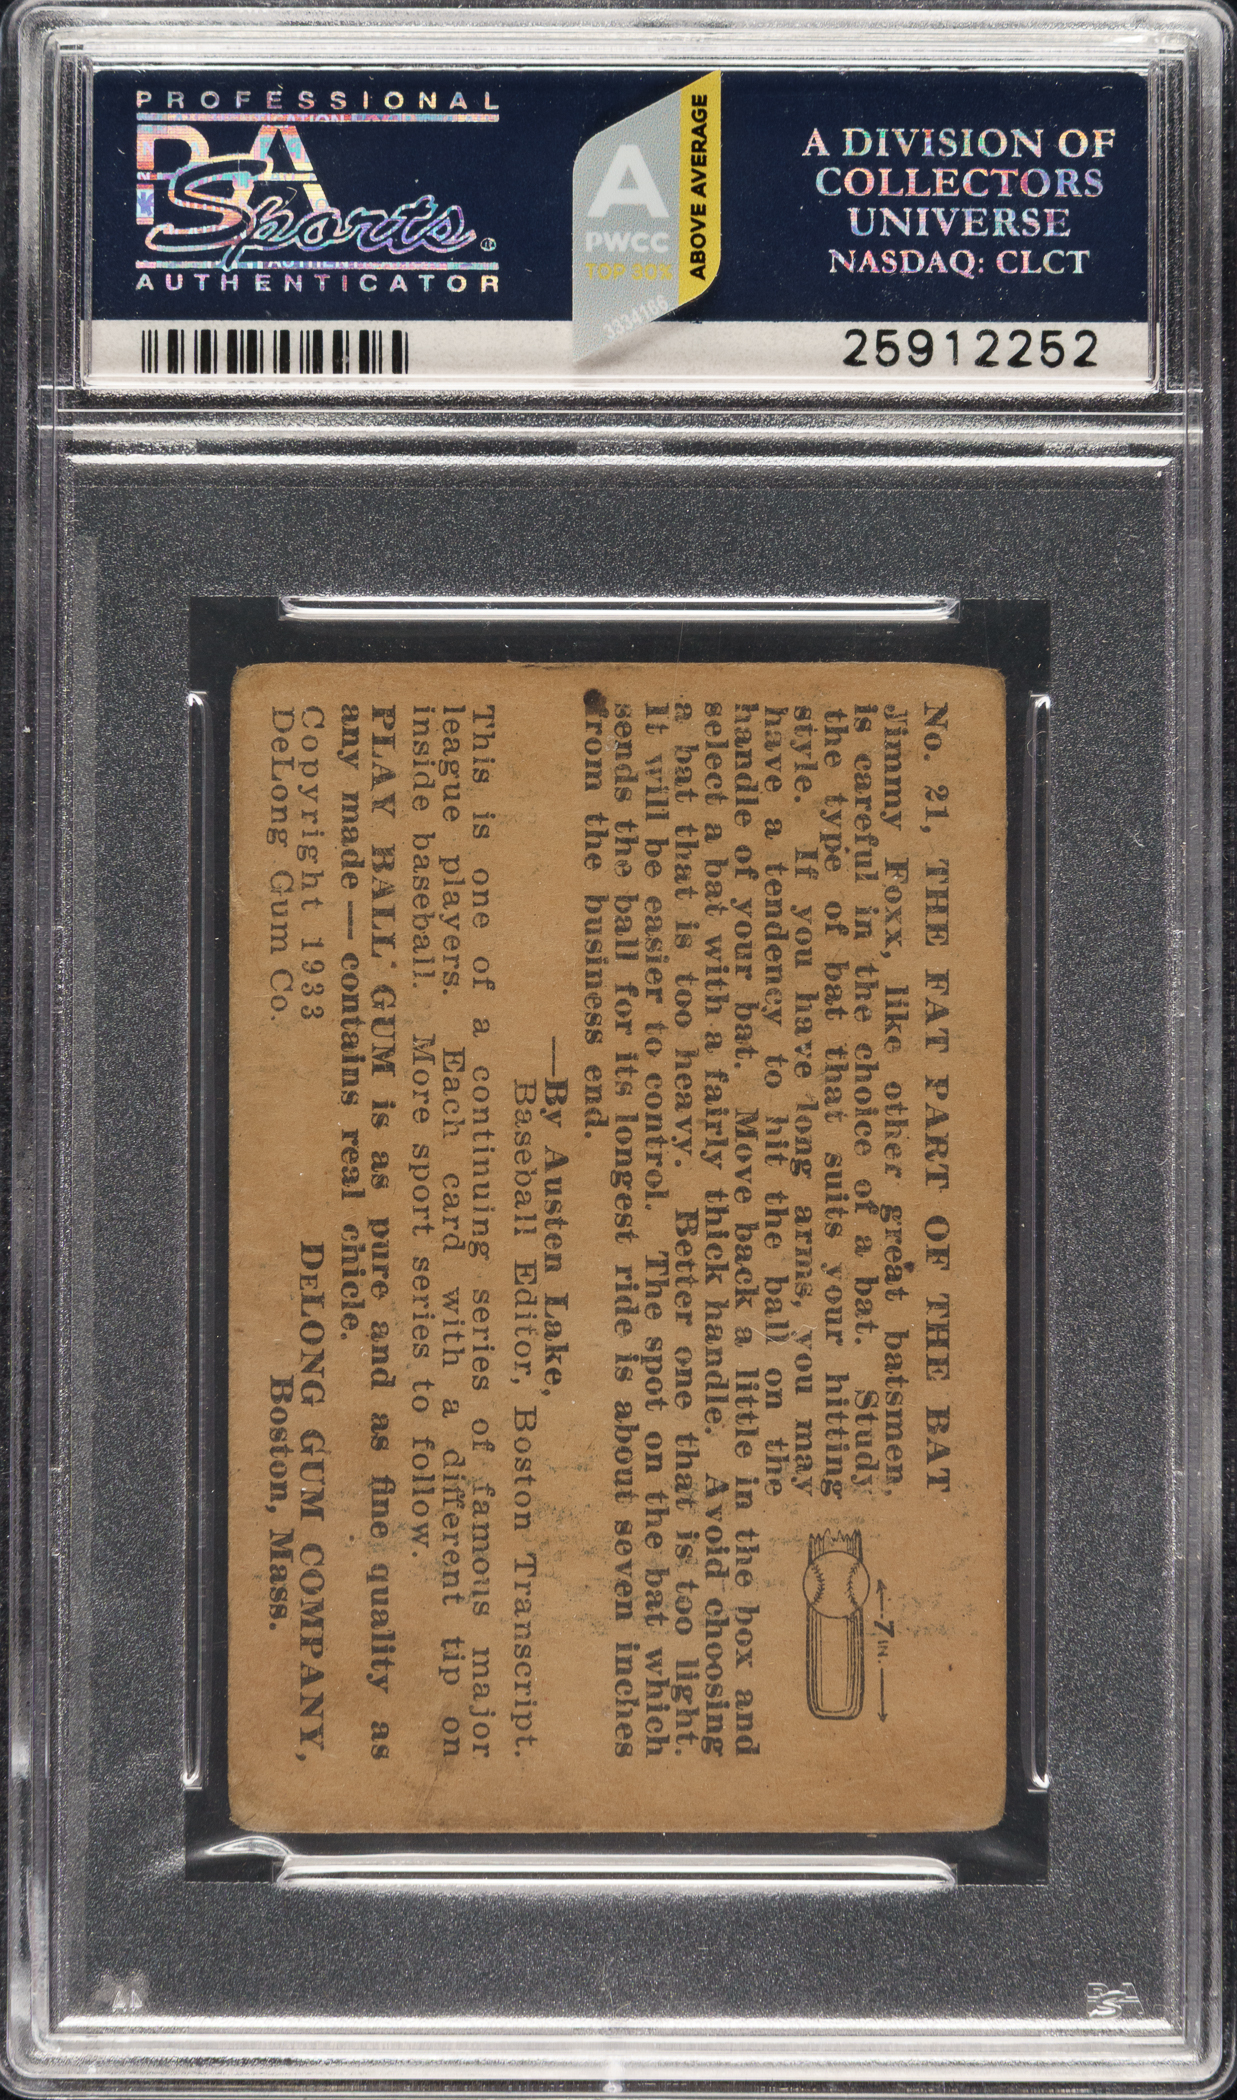 PROFESSIONAL
PSA
Sports
AUTHENTICATOR
A
PWCC
TOP 30%
3334186
ABOVE AVERAGE
A DIVISION OF
COLLECTORS
UNIVERSE
NASDAQ: CLCT
25912252
No. 21, THE FAT PART OF THE BAT
Jimmy Foxx, like other great batsmen,
is careful in the choice of a bat. Study
the type of bat that suits your hitting
style. If you have long arms, you may
have a tendency to hit the ball on the
handle of your bat. Move back a little in the box and
select a bat with a fairly thick handle. Avoid choosing
a bat that is too heavy. Better one that is too light.
It will be easier to control. The spot on the bat which
sends the ball for its longest ride is about seven inches
from the business end.
7 IN.
—By Austen Lake,
Baseball Editor, Boston Transcript.
This is one of a continuing series of famous major
league players. Each card with a different tip on
inside baseball. More sport series to follow.
PLAY BALL GUM is as pure and as fine quality as
any made — contains real chicle.
Copyright 1933
DeLong Gum Co.
DELONG GUM COMPANY,
Boston, Mass.
PSA